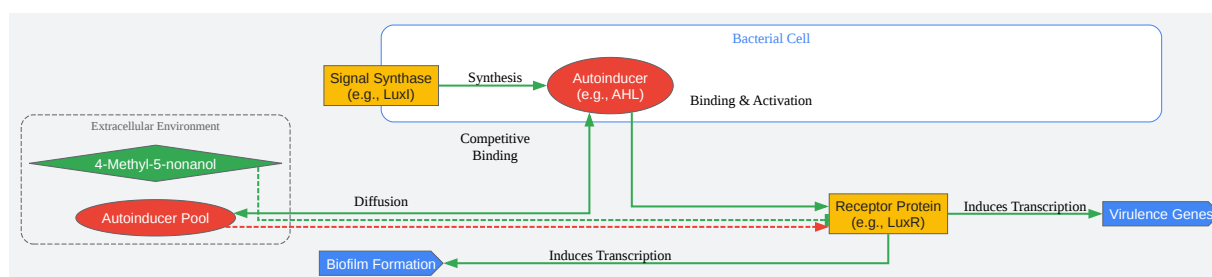 Bacterial Cell
Signal Synthase
(e.g., LuxI)
Synthesis
Autoinducer
(e.g., AHL)
Binding & Activation
Extracellular Environment
Competitive
Binding
4-Methyl-5-nonanol
Autoinducer Pool
Diffusion
Receptor Protein
(e.g., LuxR)
Induces Transcription
Virulence Genes
Biofilm Formation
Induces Transcription